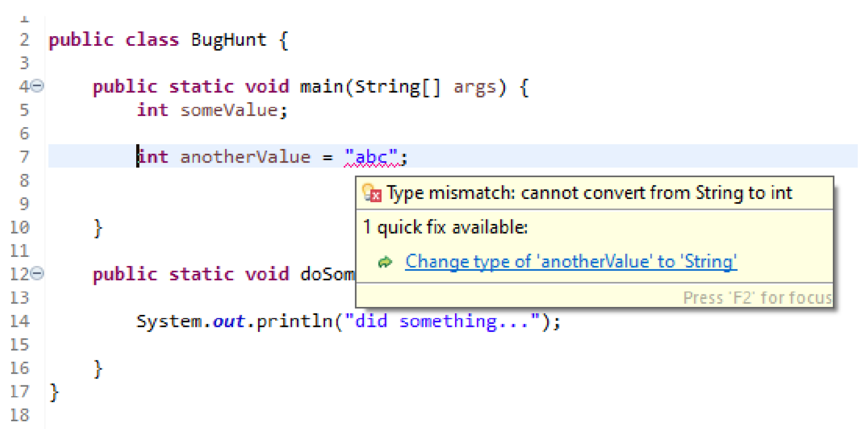 1
2 public class BugHunt {
3
4 public static void main(String[] args) {
5 int someValue;
6
7 int anotherValue = "abc";
8 Type mismatch: cannot convert from String to int
9 1 quick fix available:
10 }
11 Change type of 'anotherValue' to 'String'
12 public static void doSom
13 Press 'F2' for focus
14 System.out.println("did something...");
15
16 }
17 }
18